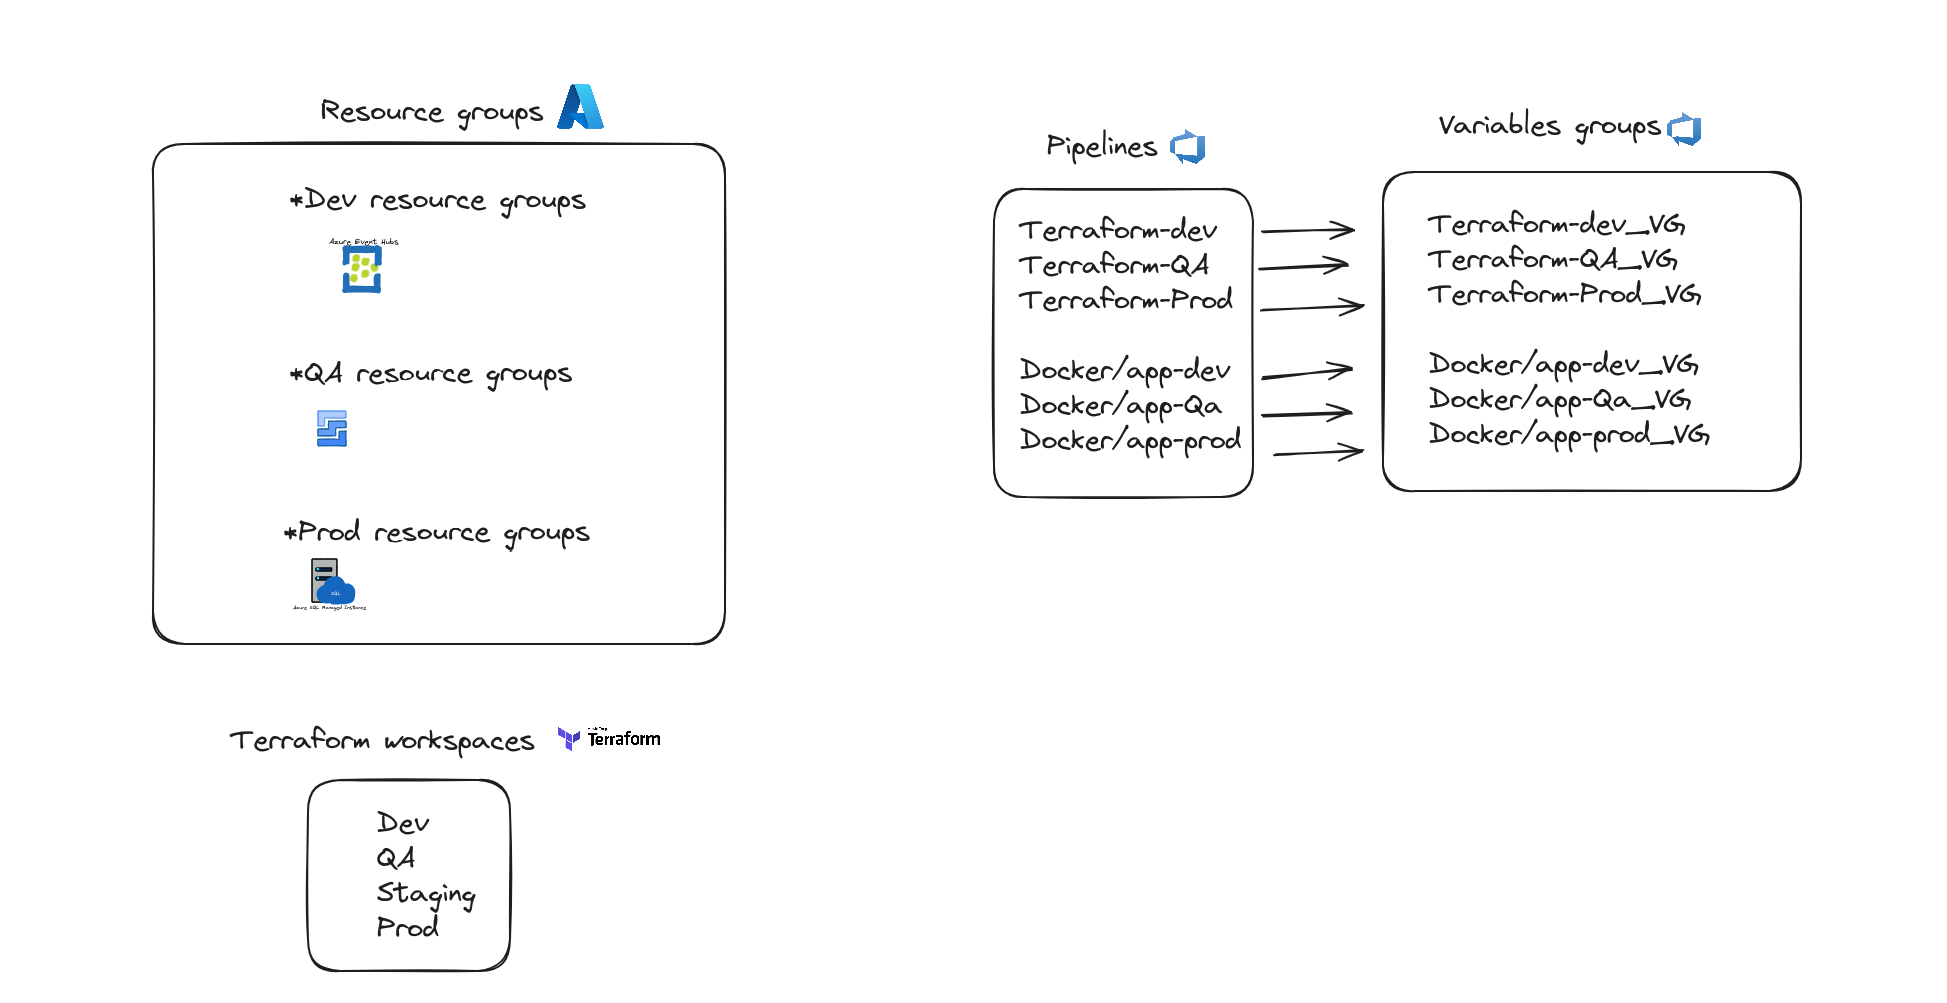 Resource groups
*Dev resource groups
Azure Event Hubs
*QA resource groups
*Prod resource groups
SQL
Azure SQL Managed Instance
Terraform workspaces
Terraform
Dev
QA
Staging
Prod
Pipelines
Terraform-dev
Terraform-QA
Terraform-Prod
Docker/app-dev
Docker/app-Qa
Docker/app-prod
Variables groups
Terraform-dev_VG
Terraform-QA_VG
Terraform-Prod_VG
Docker/app-dev_VG
Docker/app-Qa_VG
Docker/app-prod_VG